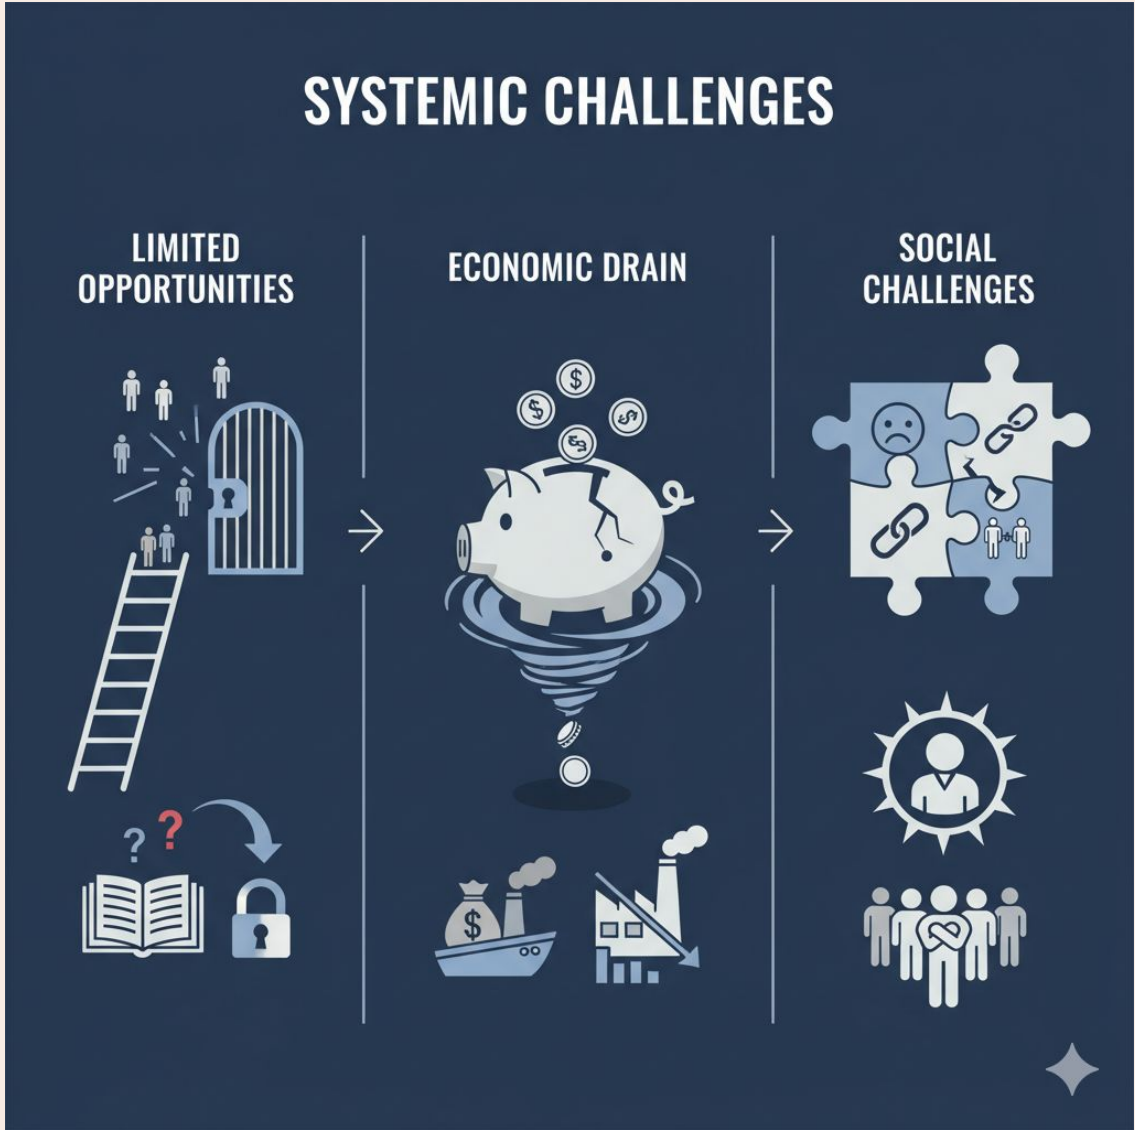 SYSTEMIC CHALLENGES
LIMITED
OPPORTUNITIES
ECONOMIC DRAIN
SOCIAL
CHALLENGES
$
$
$
$
? ?
$